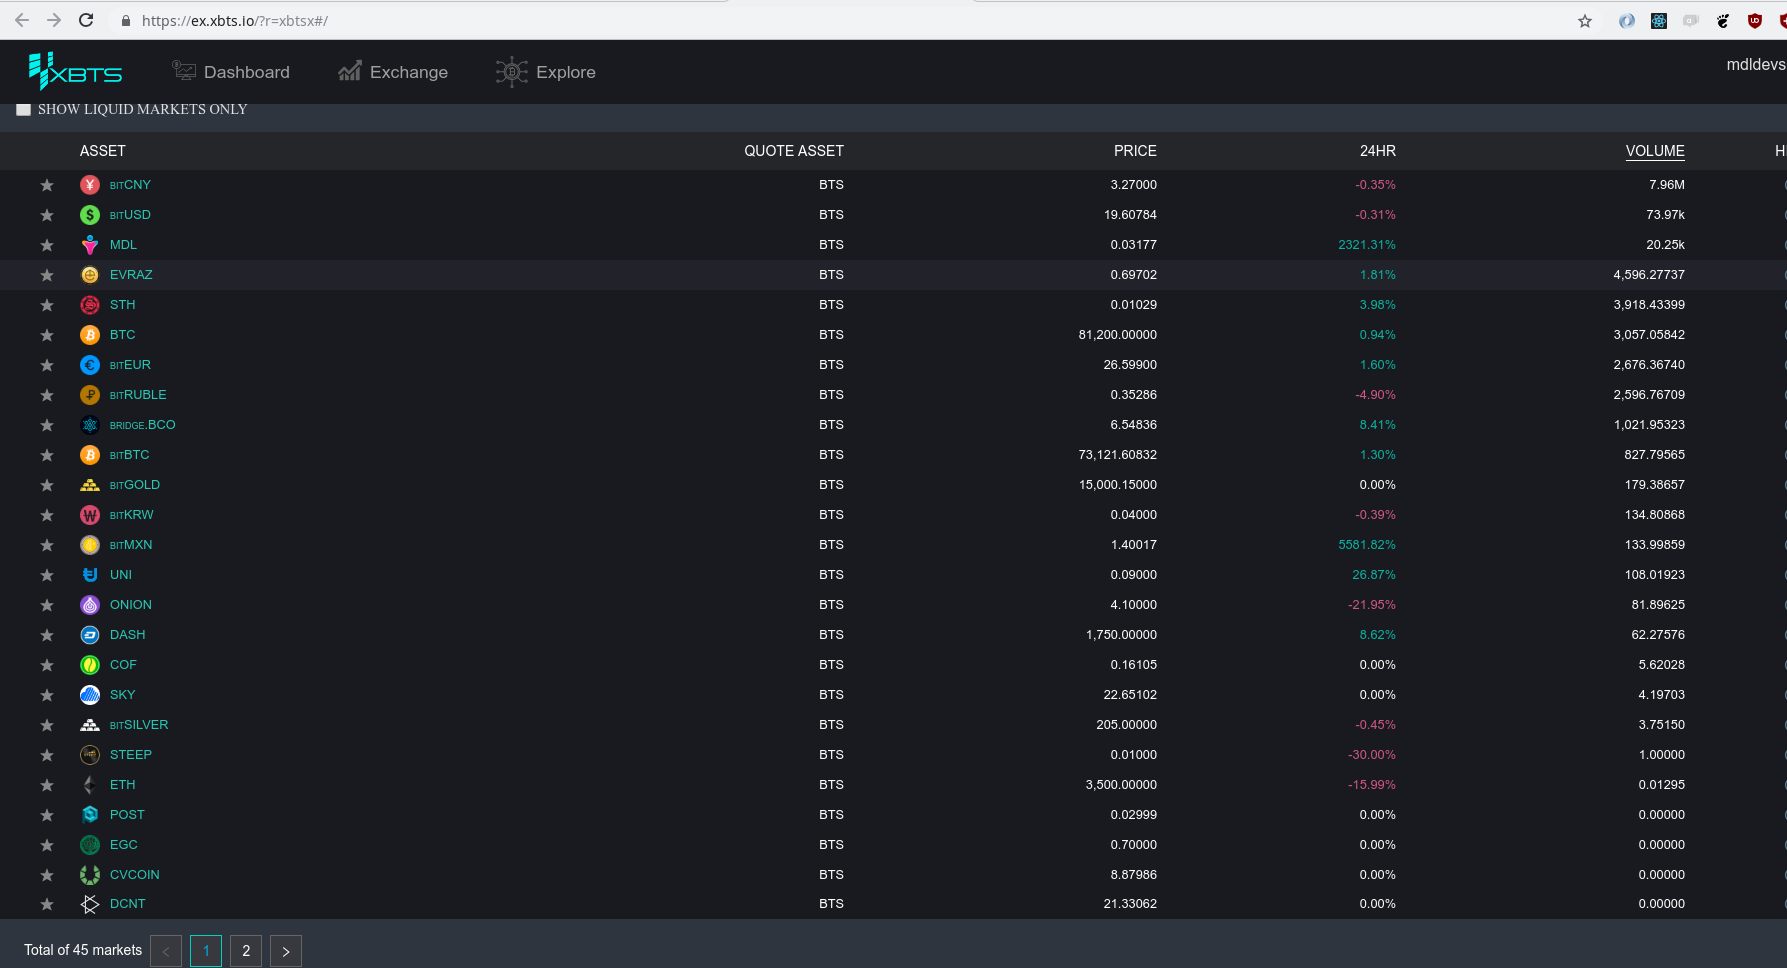 https://ex.xbts.io/?r=xbtsx#/
XBTS Dashboard Exchange Explore mdldevs
SHOW LIQUID MARKETS ONLY
ASSET QUOTE ASSET PRICE 24HR VOLUME
BITCNY BTS 3.27000 -0.35% 7.96M
BITUSD BTS 19.60784 -0.31% 73.97k
MDL BTS 0.03177 2321.31% 20.25k
EVRAZ BTS 0.69702 1.81% 4,596.27737
STH BTS 0.01029 3.98% 3,918.43399
BTC BTS 81,200.00000 0.94% 3,057.05842
BITEUR BTS 26.59900 1.60% 2,676.36740
BITRUBLE BTS 0.35286 -4.90% 2,596.76709
BRIDGE.BCO BTS 6.54836 8.41% 1,021.95323
BITBTC BTS 73,121.60832 1.30% 827.79565
BITGOLD BTS 15,000.15000 0.00% 179.38657
BITKRW BTS 0.04000 -0.39% 134.80868
BITMXN BTS 1.40017 5581.82% 133.99859
UNI BTS 0.09000 26.87% 108.01923
ONION BTS 4.10000 -21.95% 81.89625
DASH BTS 1,750.00000 8.62% 62.27576
COF BTS 0.16105 0.00% 5.62028
SKY BTS 22.65102 0.00% 4.19703
BITSILVER BTS 205.00000 -0.45% 3.75150
STEEP BTS 0.01000 -30.00% 1.00000
ETH BTS 3,500.00000 -15.99% 0.01295
POST BTS 0.02999 0.00% 0.00000
EGC BTS 0.70000 0.00% 0.00000
CVCOIN BTS 8.87986 0.00% 0.00000
DCNT BTS 21.33062 0.00% 0.00000
Total of 45 markets < 1 2 >